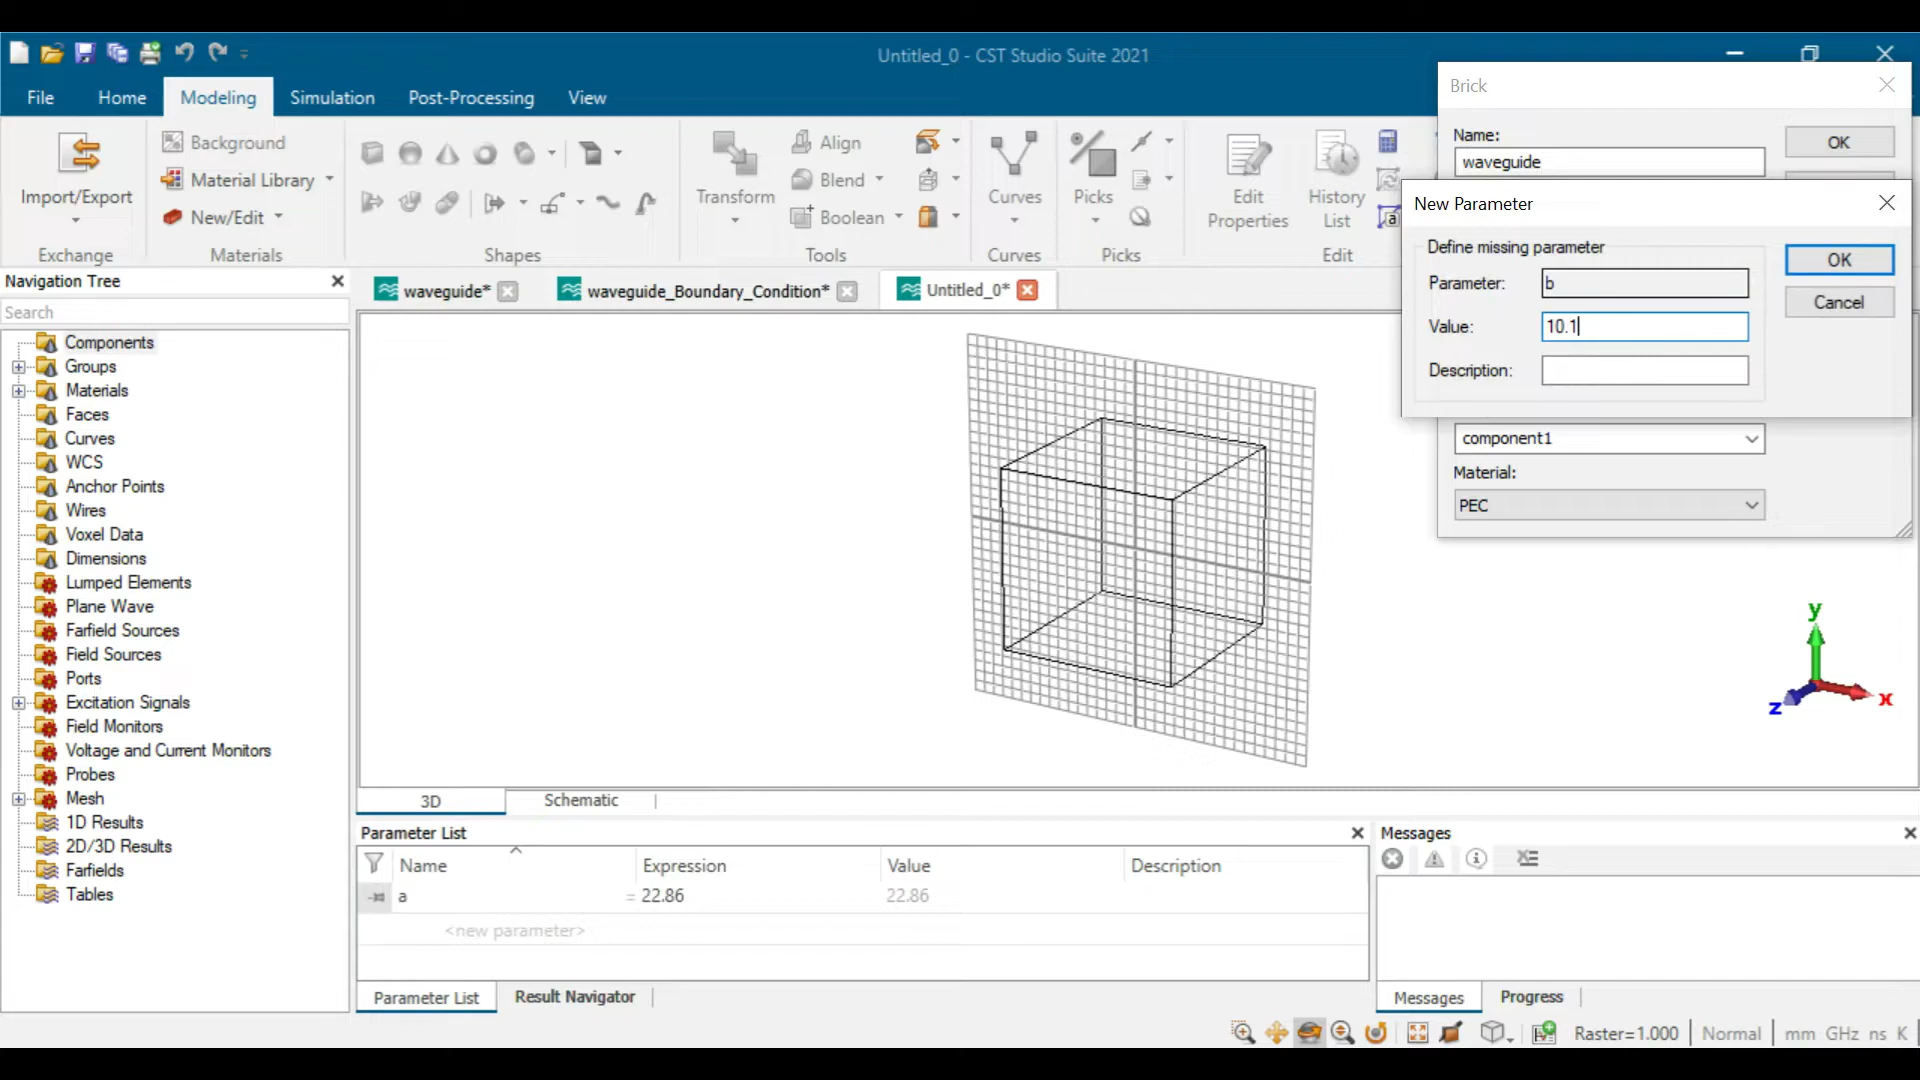 Untitled_0 - CST Studio Suite 2021
File Home Modeling Simulation Post-Processing View
Import/Export
Exchange
Background
Material Library
New/Edit
Materials
Shapes
Transform
Align
Blend
Boolean
Tools
Curves
Curves
Picks
Picks
Edit
Properties
History
List
Edit
Brick
Name:
OK
waveguide
New Parameter
Define missing parameter
Parameter: b
OK
Value: 10.1
Cancel
Description:
component1
Material:
PEC
Navigation Tree
Search
Components
Groups
Materials
Faces
Curves
WCS
Anchor Points
Wires
Voxel Data
Dimensions
Lumped Elements
Plane Wave
Farfield Sources
Field Sources
Ports
Excitation Signals
Field Monitors
Voltage and Current Monitors
Probes
Mesh
1D Results
2D/3D Results
Farfields
Tables
waveguide* waveguide_Boundary_Condition* Untitled_0*
y
x
z
3D Schematic
Parameter List
Name Expression Value Description
a = 22.86 22.86
<new parameter>
Parameter List Result Navigator
Messages
Messages Progress
Raster=1.000 Normal mm GHz ns K